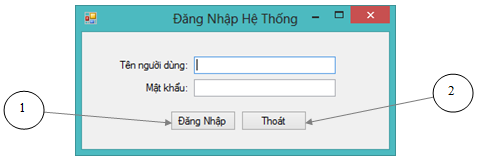 Đăng Nhập Hệ Thống
Tên người dùng:
Mật khẩu:
1
Đăng Nhập
Thoát
2